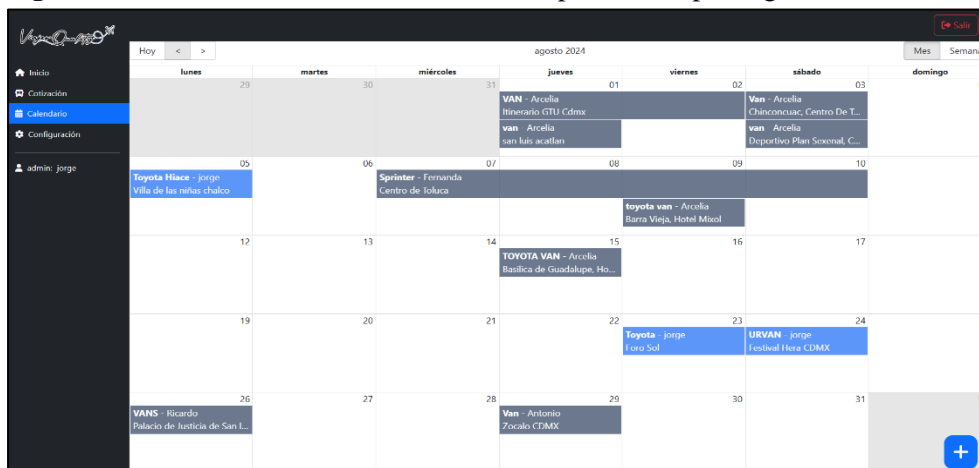 Salir
Hoy < > agosto 2024 Mes Semana
Inicio
Cotización
Calendario
Configuración
admin: jorge
lunes martes miércoles jueves viernes sábado domingo
29 30 31 01 02 03
VAN - Arcelia
Itinerario GTU Cdmx
Van - Arcelia
Chinconcuac, Centro De T...
van - Arcelia
san luis acatlan
van - Arcelia
Deportivo Plan Sexenal, C...
05 06 07 08 09 10
Toyota Hiace - jorge
Villa de las niñas chalco
Sprinter - Fernanda
Centro de Toluca
toyota van - Arcelia
Barra Vieja, Hotel Mixol
12 13 14 15 16 17
TOYOTA VAN - Arcelia
Basilica de Guadalupe, Ho...
19 20 21 22 23 24
Toyota - jorge
Foro Sol
URVAN - jorge
Festival Hera CDMX
26 27 28 29 30 31
VANS - Ricardo
Palacio de Justicia de San I...
Van - Antonio
Zocalo CDMX
+